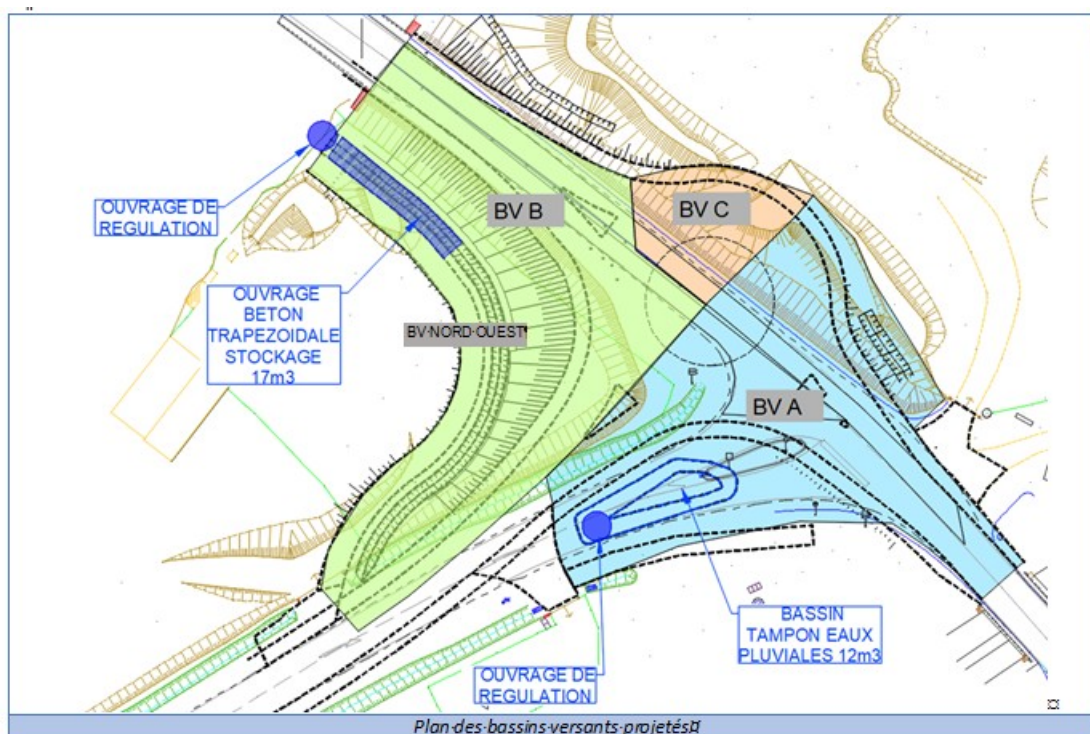 BV B
BV C
OUVRAGE DE
REGULATION
OUVRAGE
BETON
TRAPEZOIDALE
STOCKAGE
17m3
BV·NORD·OUEST
BV A
BASSIN
TAMPON EAUX
PLUVIALES 12m3
OUVRAGE DE
REGULATION
Plan·des·bassins·versants·projetés¤